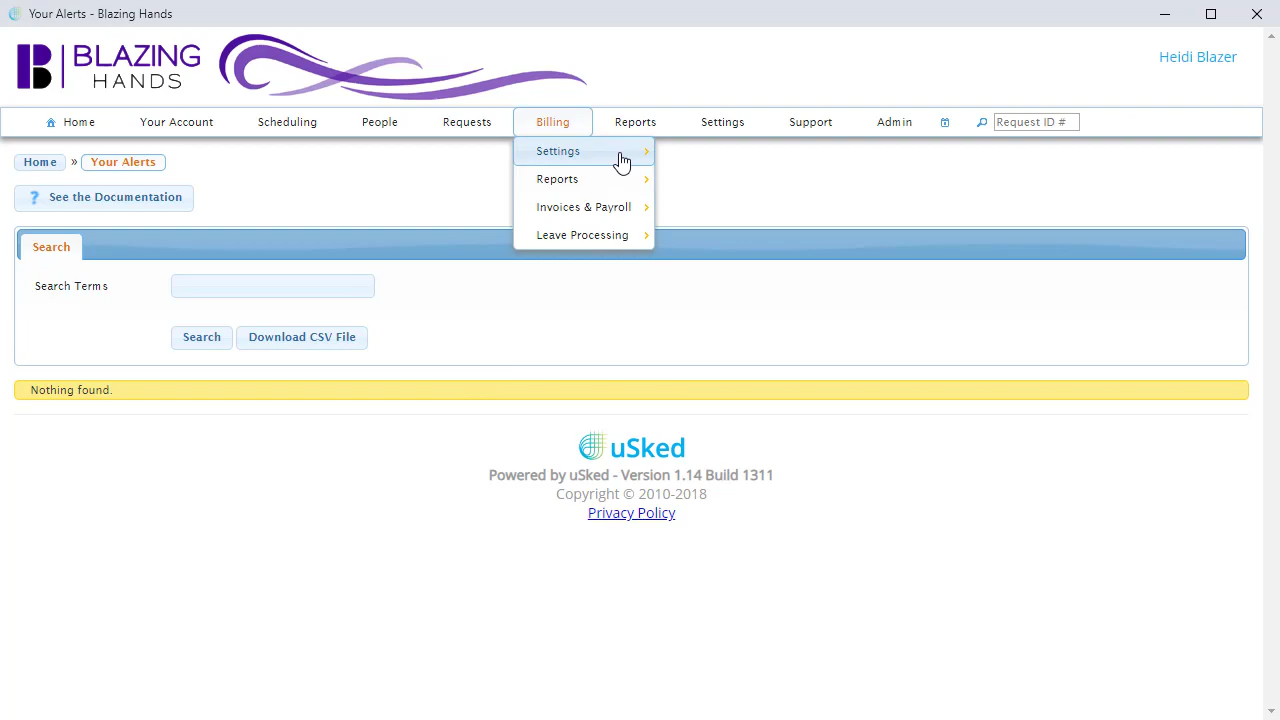 Your Alerts - Blazing Hands
BLAZING
HANDS
Heidi Blazer
Home Your Account Scheduling People Requests Billing Reports Settings Support Admin Request ID #
Settings
Reports
Invoices & Payroll
Leave Processing
Home » Your Alerts
? See the Documentation
Search
Search Terms
Search Download CSV File
Nothing found.
uSked
Powered by uSked - Version 1.14 Build 1311
Copyright © 2010-2018
Privacy Policy